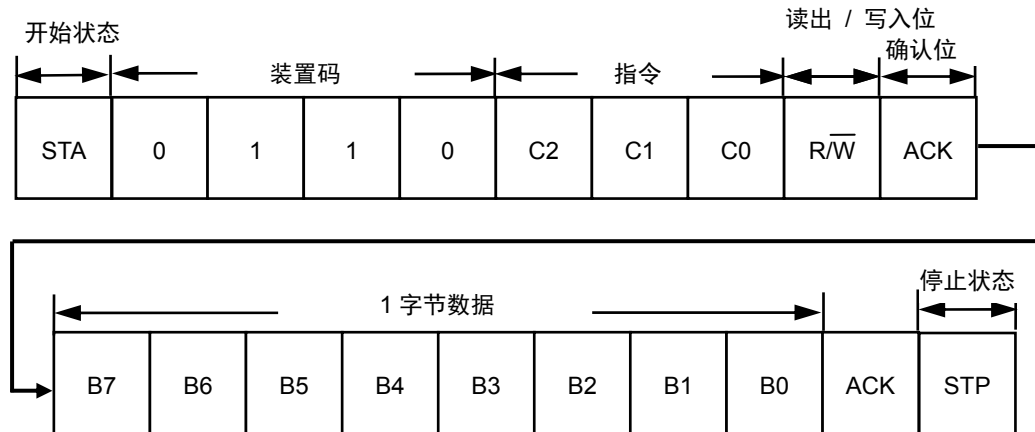 读出 / 写入位
开始状态
确认位
装置码
指令
STA 0 1 1 0 C2 C1 C0 R/W̅ ACK
停止状态
1 字节数据
B7 B6 B5 B4 B3 B2 B1 B0 ACK STP